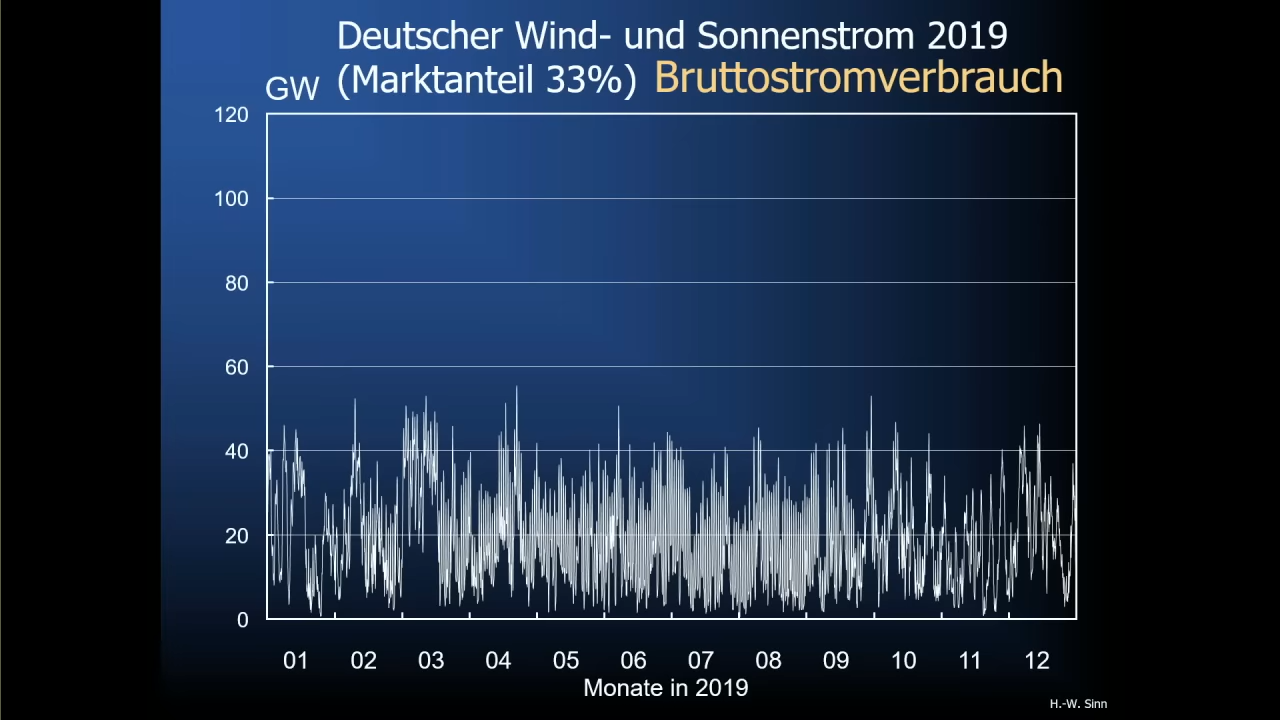 Deutscher Wind- und Sonnenstrom 2019
GW (Marktanteil 33%) Bruttostromverbrauch
120
100
80
60
40
20
0
01 02 03 04 05 06 07 08 09 10 11 12
Monate in 2019
H.-W. Sinn